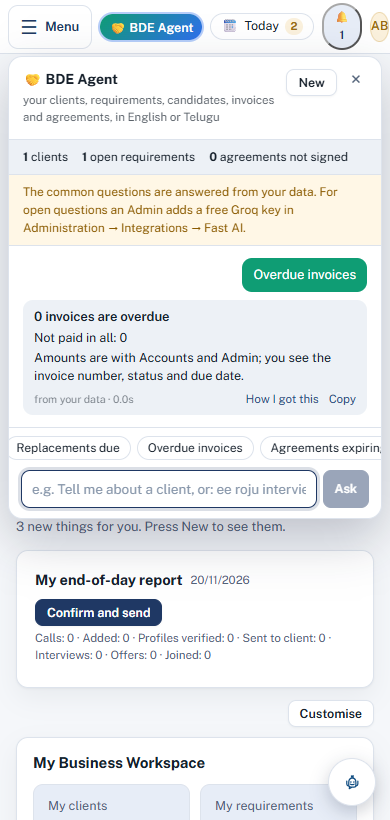 Menu
BDE Agent
Today 2
1
AB
BDE Agent
New
×
your clients, requirements, candidates, invoices
and agreements, in English or Telugu
1 clients 1 open requirements 0 agreements not signed
The common questions are answered from your data. For
open questions an Admin adds a free Groq key in
Administration → Integrations → Fast AI.
Overdue invoices
0 invoices are overdue
Not paid in all: 0
Amounts are with Accounts and Admin; you see the
invoice number, status and due date.
from your data · 0.0s
How I got this Copy
Replacements due
Overdue invoices
Agreements expiring
e.g. Tell me about a client, or: ee roju intervie
Ask
3 new things for you. Press New to see them.
My end-of-day report 20/11/2026
Confirm and send
Calls: 0 · Added: 0 · Profiles verified: 0 · Sent to client: 0 ·
Interviews: 0 · Offers: 0 · Joined: 0
Customise
My Business Workspace
My clients
My requirements